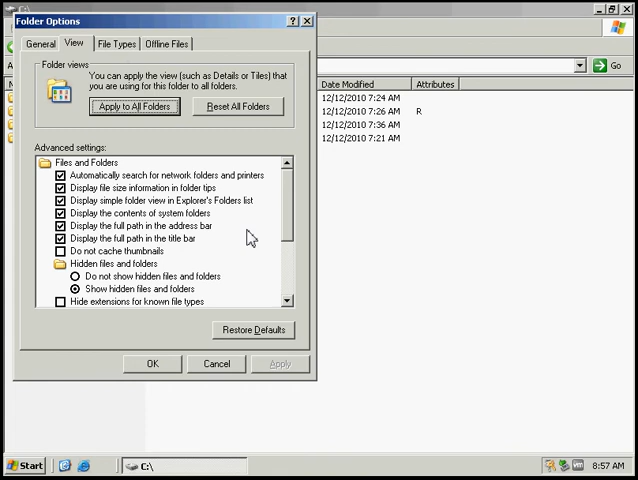 C:\
Folder Options
General View File Types Offline Files
Folder views
You can apply the view (such as Details or Tiles) that
you are using for this folder to all folders.
Apply to All Folders Reset All Folders
Advanced settings:
Files and Folders
Automatically search for network folders and printers
Display file size information in folder tips
Display simple folder view in Explorer's Folders list
Display the contents of system folders
Display the full path in the address bar
Display the full path in the title bar
Do not cache thumbnails
Hidden files and folders
Do not show hidden files and folders
Show hidden files and folders
Hide extensions for known file types
Restore Defaults
OK Cancel Apply
Go
Date Modified Attributes
12/12/2010 7:24 AM
12/12/2010 7:26 AM R
12/12/2010 7:36 AM
12/12/2010 7:21 AM
Start C:\ vm 8:57 AM